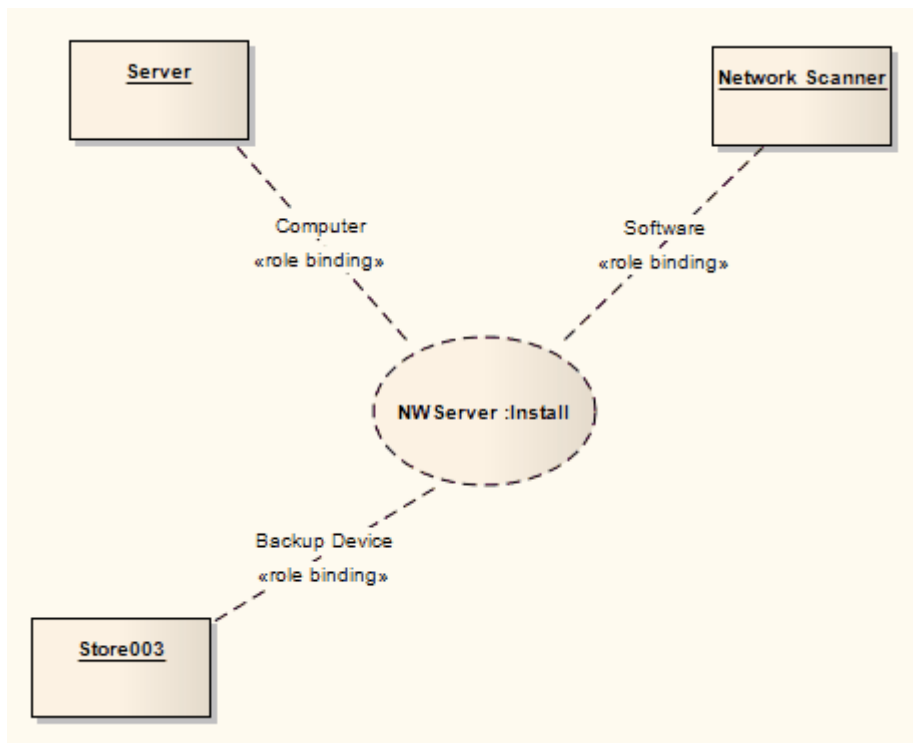 Server
Network Scanner
Computer
«role binding»
Software
«role binding»
NWServer :Install
Backup Device
«role binding»
Store003